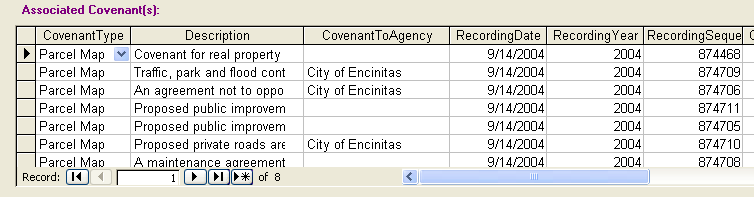 Associated Covenant(s):
CovenantType Description CovenantToAgency RecordingDate RecordingYear RecordingSeque
Parcel Map Covenant for real property 9/14/2004 2004 874468
Parcel Map Traffic, park and flood cont City of Encinitas 9/14/2004 2004 874709
Parcel Map An agreement not to oppo City of Encinitas 9/14/2004 2004 874706
Parcel Map Proposed public improvem 9/14/2004 2004 874711
Parcel Map Proposed public improvem 9/14/2004 2004 874705
Parcel Map Proposed private roads are City of Encinitas 9/14/2004 2004 874710
Parcel Map A maintenance agreement 9/14/2004 2004 874708
Record: 1 of 8